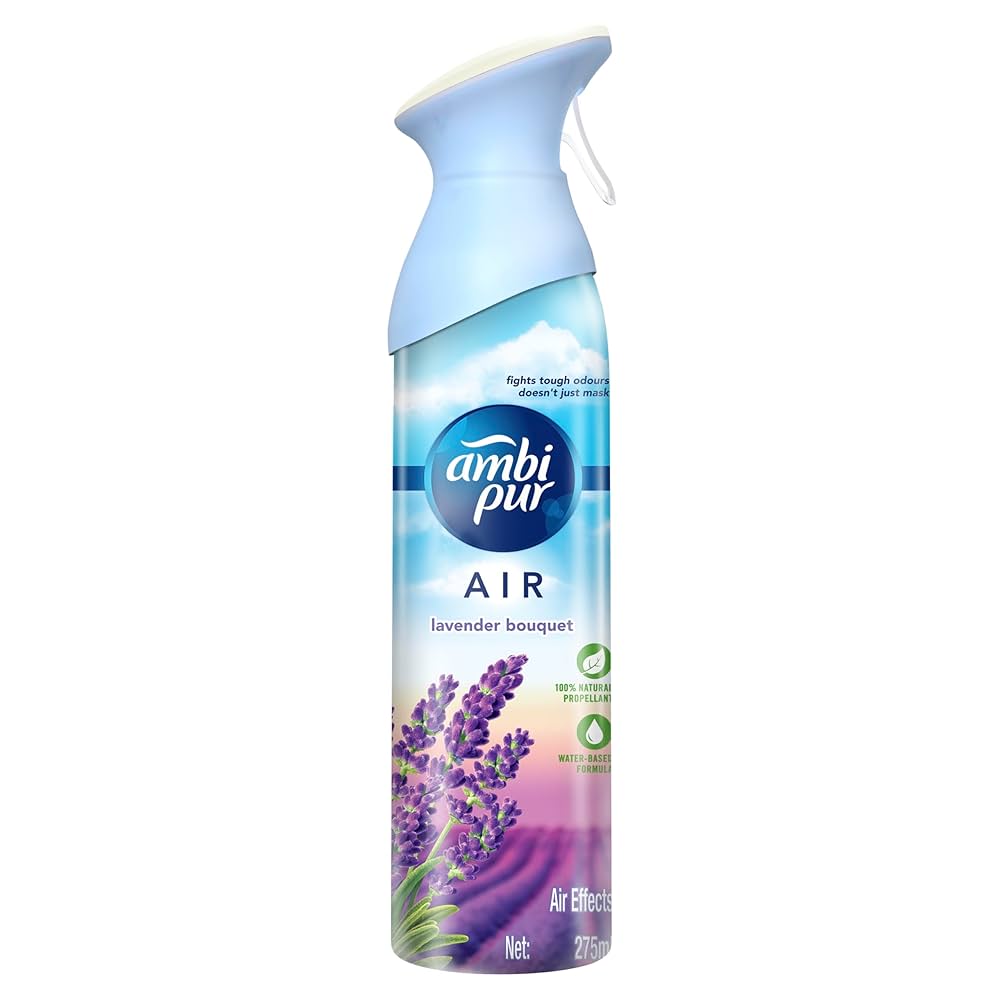 fights tough odours
doesn't just mask
ambi
pur
AIR
lavender bouquet
100% NATURAL
PROPELLANT
WATER-BASED
FORMULA
Air Effects
Net: 275m